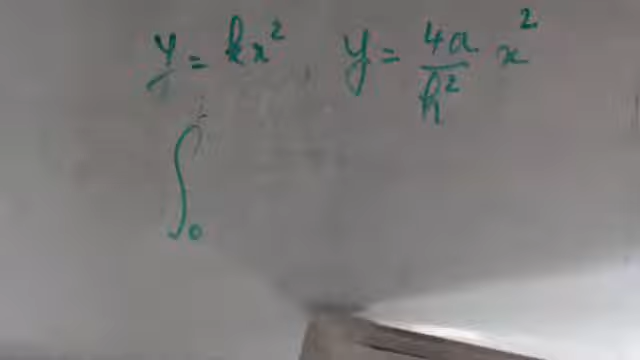 y = kx² y = 4a/h² x²
∫₀